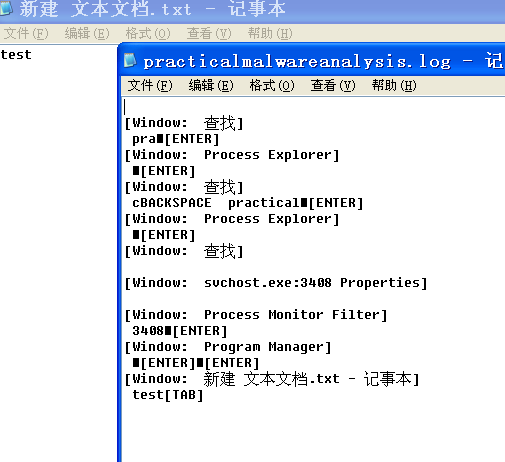 新建 文本文档.txt - 记事本
文件(F) 编辑(E) 格式(O) 查看(V) 帮助(H)
test
practicalmalwareanalysis.log - 记
文件(F) 编辑(E) 格式(O) 查看(V) 帮助(H)
[Window: 查找]
pra■[ENTER]
[Window: Process Explorer]
■[ENTER]
[Window: 查找]
cBACKSPACE practical■[ENTER]
[Window: Process Explorer]
■[ENTER]
[Window: 查找]
[Window: svchost.exe:3408 Properties]
[Window: Process Monitor Filter]
3408■[ENTER]
[Window: Program Manager]
■[ENTER]■[ENTER]
[Window: 新建 文本文档.txt - 记事本]
test[TAB]